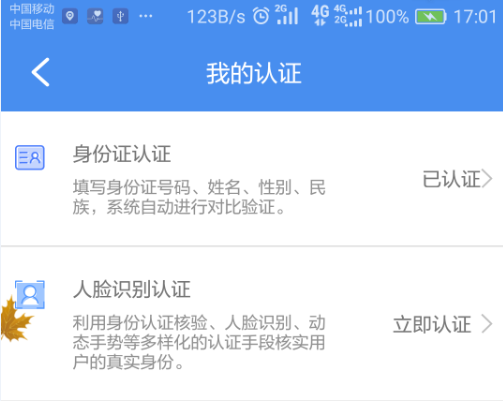 中国移动
中国电信
123B/s 2G 4G 4G 2G 100% 17:01
我的认证
身份证认证
填写身份证号码、姓名、性别、民
族，系统自动进行对比验证。
已认证
人脸识别认证
利用身份认证核验、人脸识别、动
态手势等多样化的认证手段核实用
户的真实身份。
立即认证